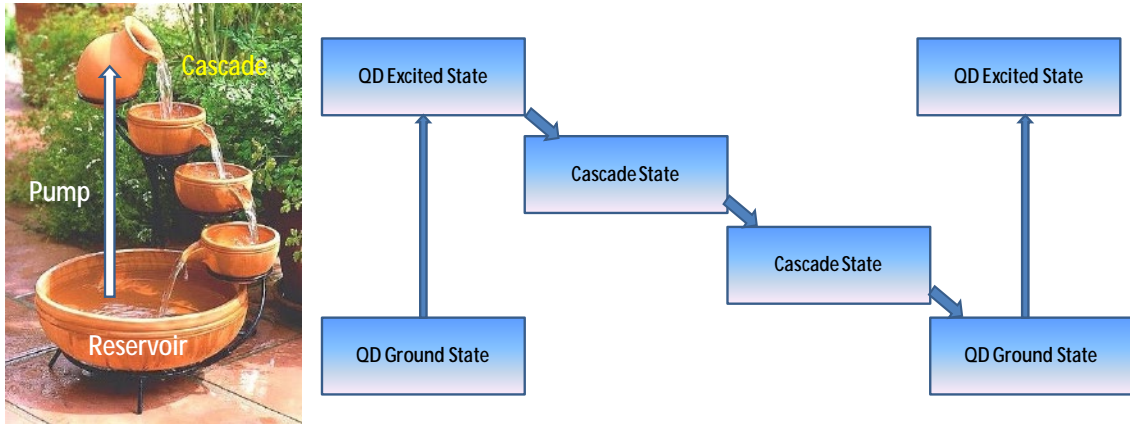 Cascade
Pump
Reservoir
QD Excited State
QD Excited State
Cascade State
Cascade State
QD Ground State
QD Ground State